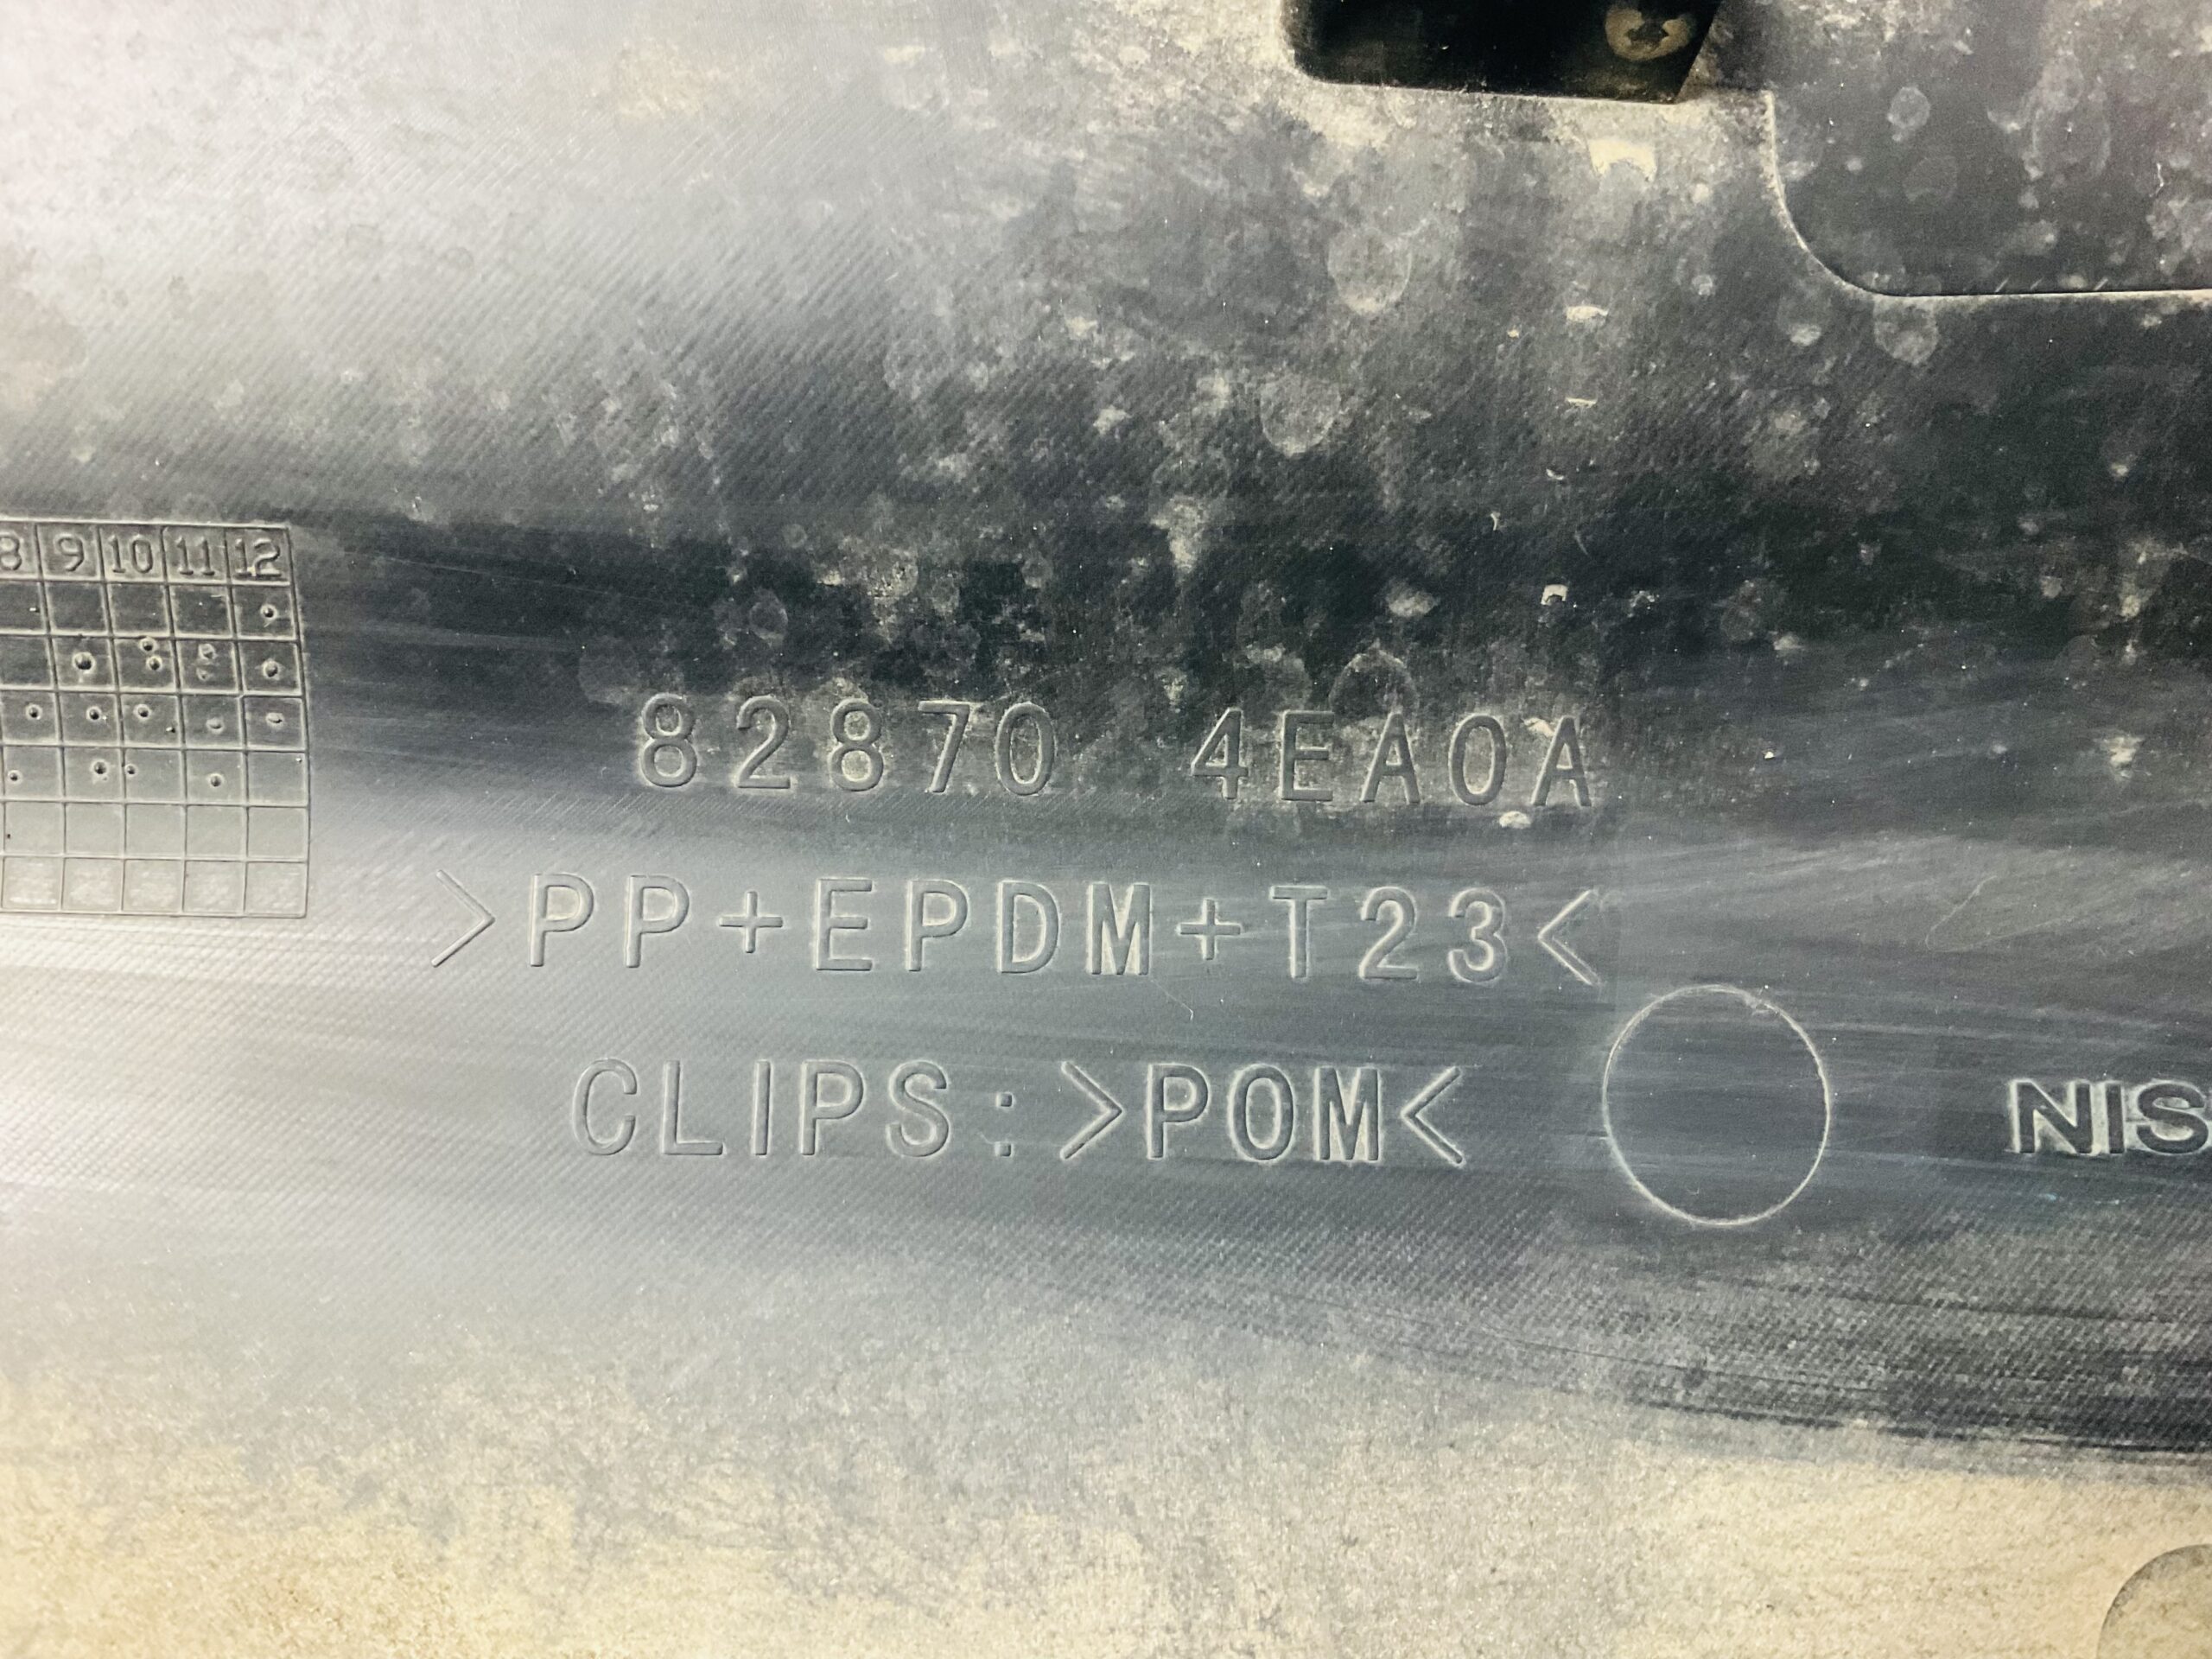 8 9 10 11 12
82870 4EA0A
>PP+EPDM+T23<
CLIPS:>POM<
NIS